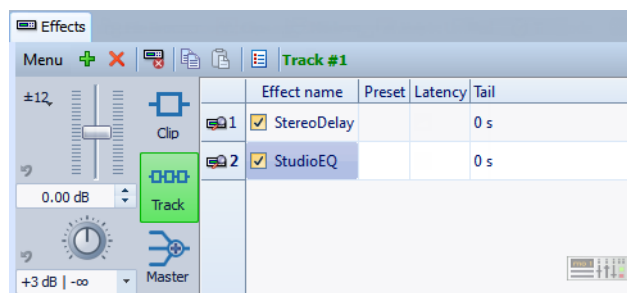 Effects
Menu Track #1
±12
Effect name Preset Latency Tail
1 StereoDelay 0 s
Clip
2 StudioEQ 0 s
0.00 dB
Track
+3 dB | -∞
Master